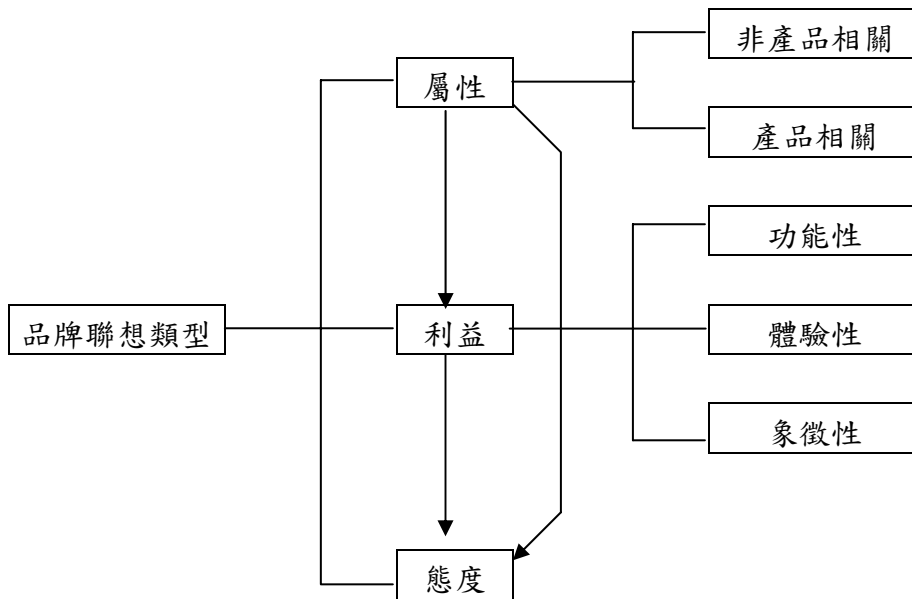 非產品相關
屬性
產品相關
功能性
品牌聯想類型
利益
體驗性
象徵性
態度